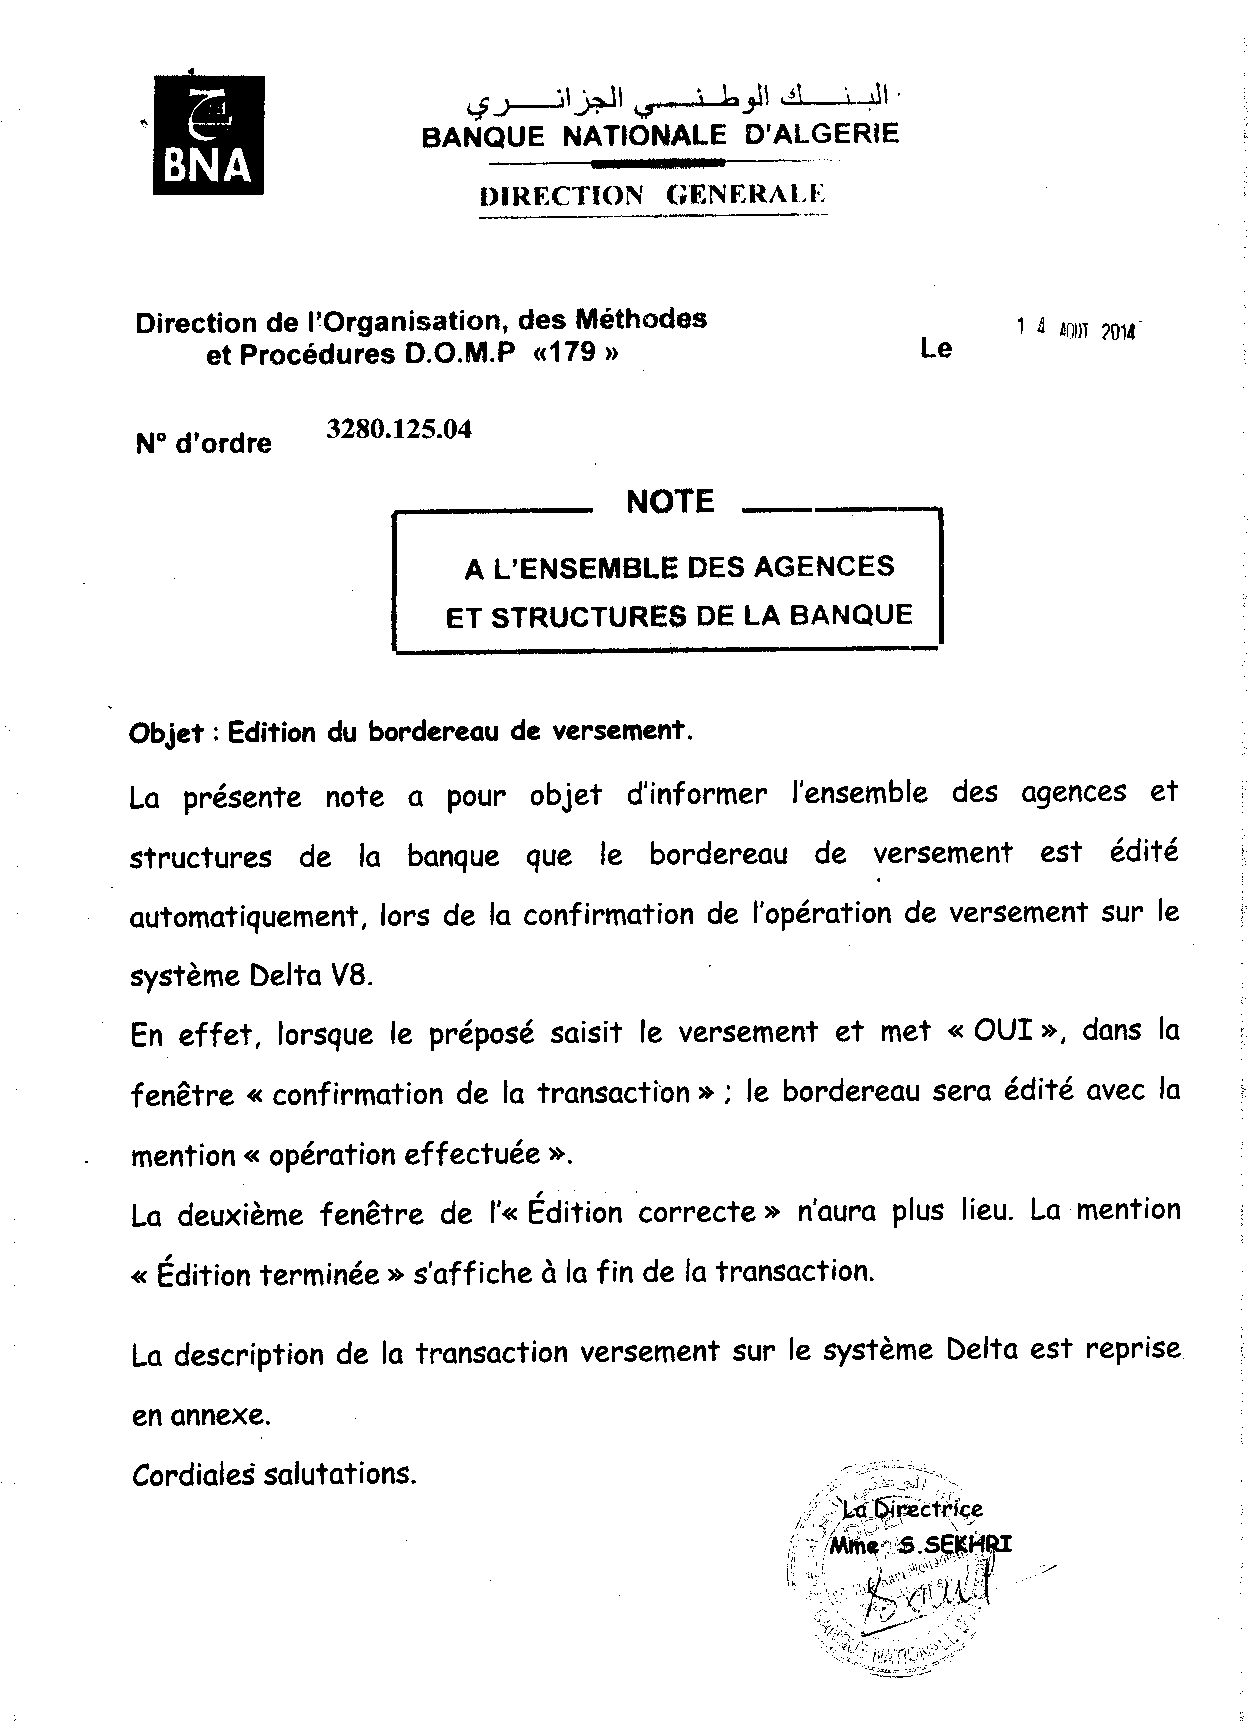 BNA
البنك الوطني الجزائري
BANQUE NATIONALE D'ALGERIE
DIRECTION GENERALE
Direction de l'Organisation, des Méthodes
et Procédures D.O.M.P «179 »
Le 14 AOUT 2014
N° d'ordre 3280.125.04
NOTE
A L'ENSEMBLE DES AGENCES
ET STRUCTURES DE LA BANQUE
Objet : Edition du bordereau de versement.
La présente note a pour objet d'informer l'ensemble des agences et
structures de la banque que le bordereau de versement est édité
automatiquement, lors de la confirmation de l'opération de versement sur le
système Delta V8.
En effet, lorsque le préposé saisit le versement et met « OUI », dans la
fenêtre « confirmation de la transaction » ; le bordereau sera édité avec la
mention « opération effectuée ».
La deuxième fenêtre de l'« Édition correcte » n'aura plus lieu. La mention
« Édition terminée » s'affiche à la fin de la transaction.
La description de la transaction versement sur le système Delta est reprise
en annexe.
Cordiales salutations.
La Directrice
Mme S.SEKHRI